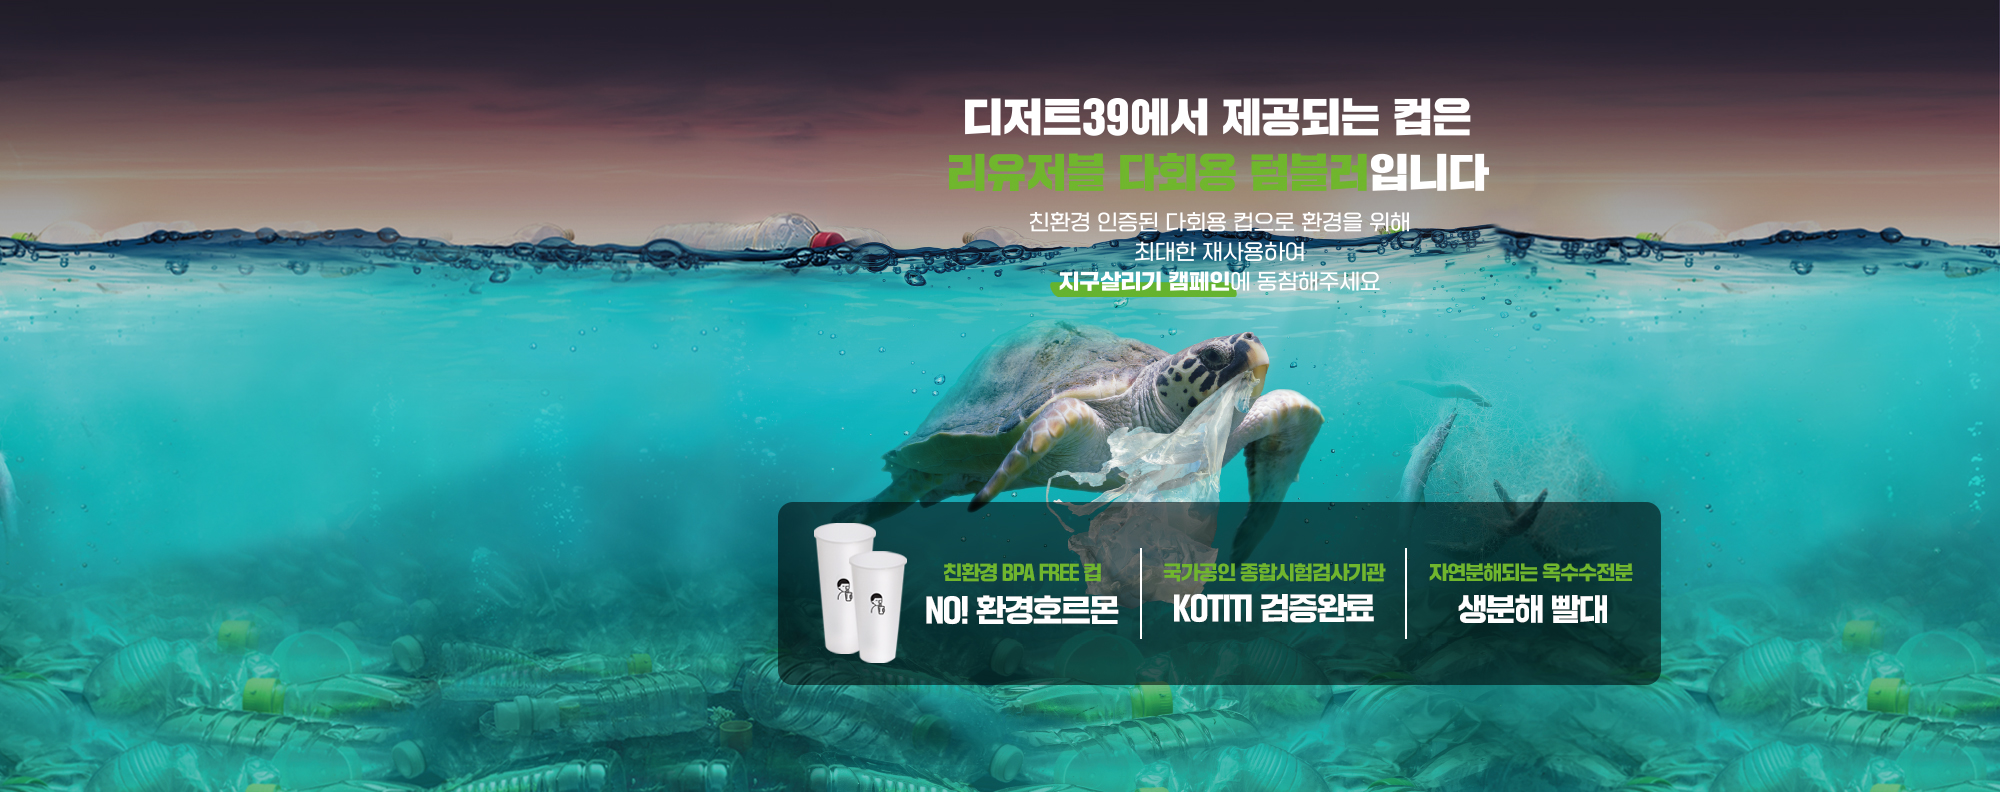 디저트39에서 제공되는 컵은
리유저블 다회용 텀블러입니다
친환경 인증된 다회용 컵으로 환경을 위해
최대한 재사용하여
지구살리기 캠페인에 동참해주세요
친환경 BPA FREE 컵
NO! 환경호르몬
국가공인 종합시험검사기관
KOTITI 검증완료
자연분해되는 옥수수전분
생분해 빨대